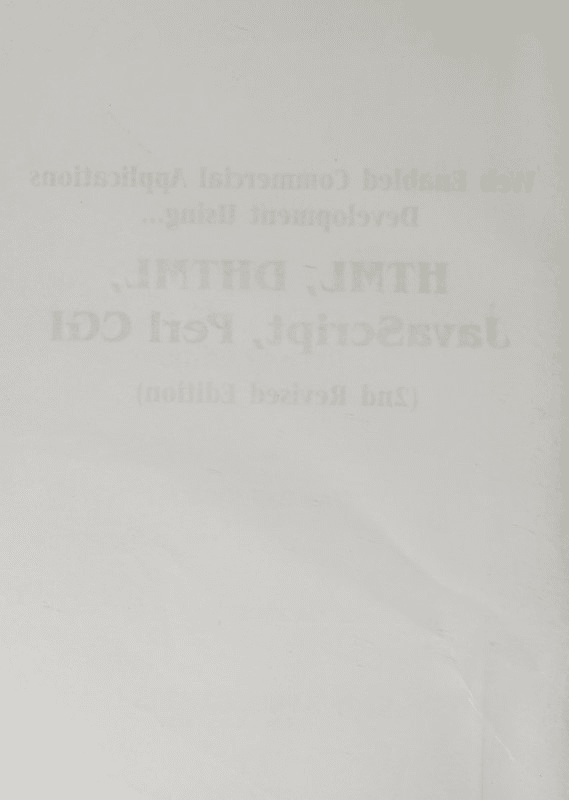 Web Enabled Commercial Applications
Development Using...
HTML, DHTML,
JavaScript, Perl CGI
(2nd Revised Edition)